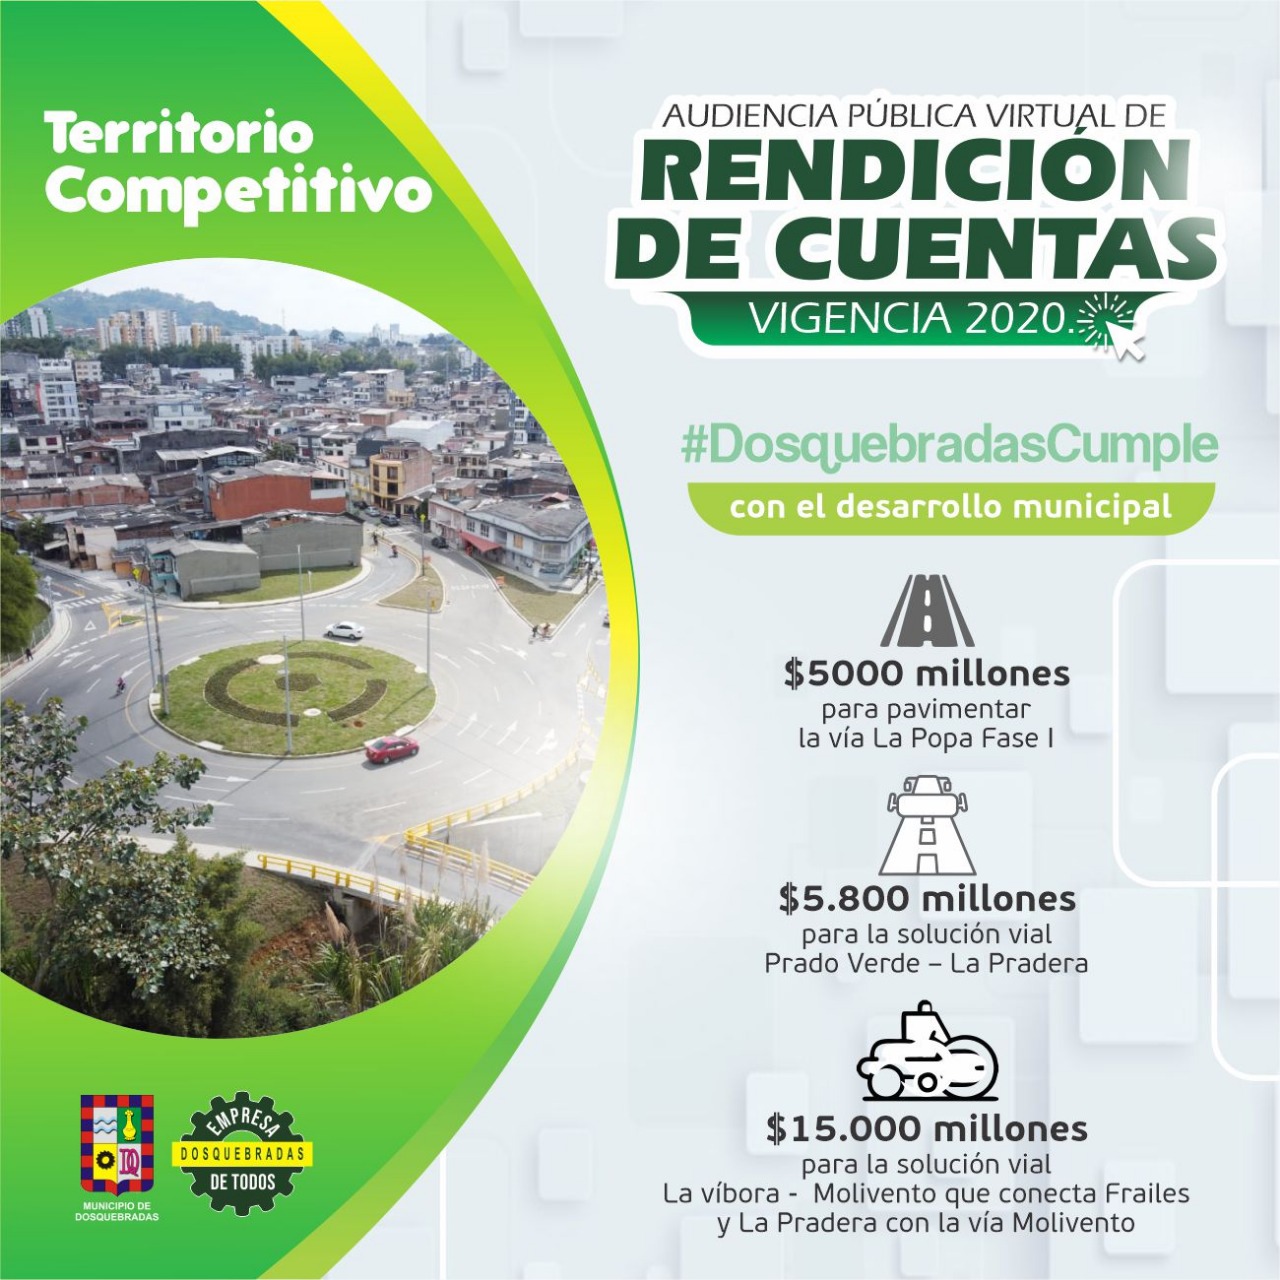 Territorio
Competitivo
AUDIENCIA PÚBLICA VIRTUAL DE
RENDICIÓN
DE CUENTAS
VIGENCIA 2020.
#DosquebradasCumple
con el desarrollo municipal
$5000 millones
para pavimentar
la vía La Popa Fase I
$5.800 millones
para la solución vial
Prado Verde – La Pradera
$15.000 millones
para la solución vial
La víbora - Molivento que conecta Frailes
y La Pradera con la vía Molivento
MUNICIPIO DE
DOSQUEBRADAS
EMPRESA
DOSQUEBRADAS
DE TODOS